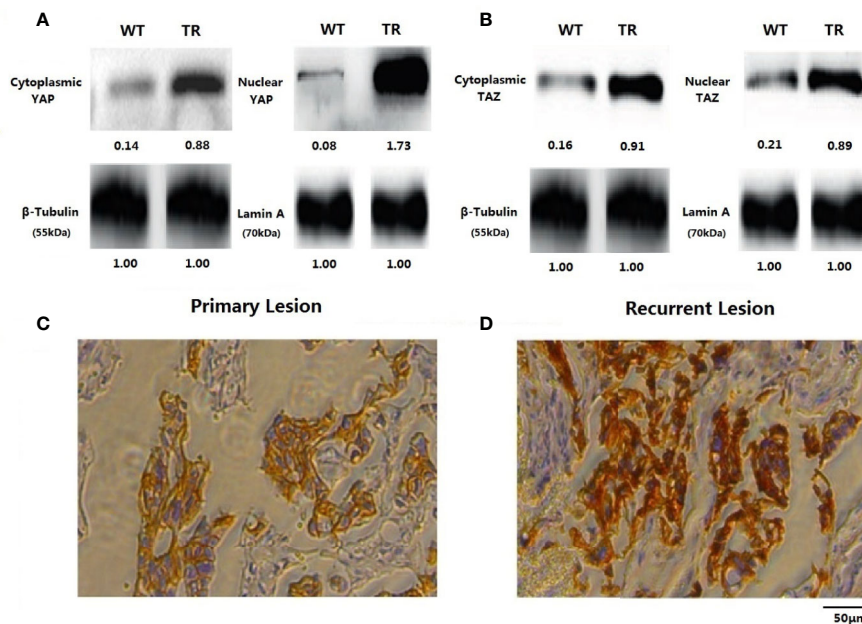 A
WT TR
Cytoplasmic
YAP
0.14 0.88
Nuclear
YAP
0.08 1.73
β-Tubulin
(55kDa)
1.00 1.00
Lamin A
(70kDa)
1.00 1.00
B
WT TR
Cytoplasmic
TAZ
0.16 0.91
WT TR
Nuclear
TAZ
0.21 0.89
β-Tubulin
(55kDa)
1.00 1.00
Lamin A
(70kDa)
1.00 1.00
WT TR
Primary Lesion
C
Recurrent Lesion
D
50μm